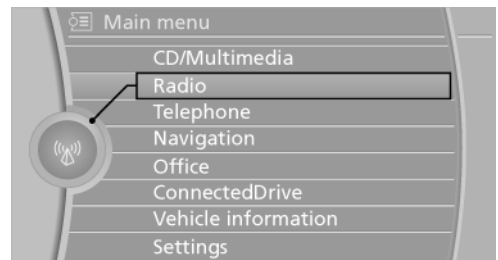 Main menu
CD/Multimedia
Radio
Telephone
Navigation
Office
ConnectedDrive
Vehicle information
Settings